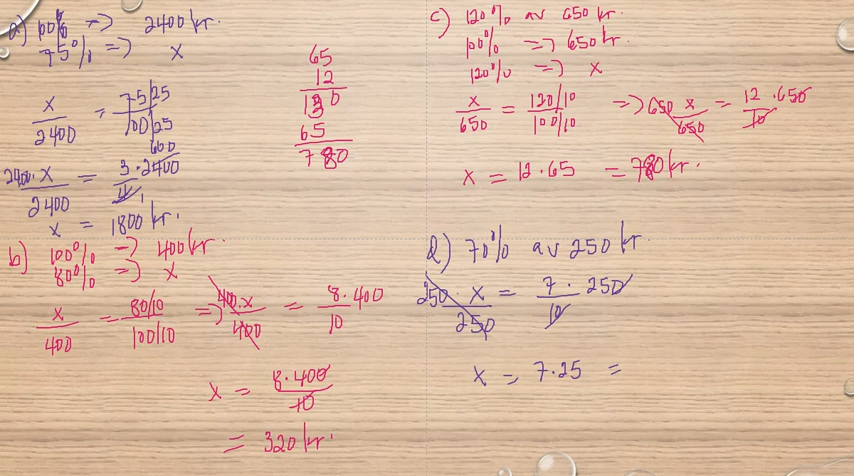 a) 100% => 2400 kr.
75% => x
x/2400 = 75/25 / 100/25
2400·x/2400 = 3·2400/4
600
1
x = 1800 kr.
b) 100% => 400 kr.
80% => x
x/400 = 80/10 / 100/10 => 400·x/400 = 8·400/10
x = 8·400/10
= 320 kr.
65
12
130
65
780
c) 120% av 650 kr.
100% => 650 kr.
120% => x
x/650 = 120/10 / 100/10 => 650 x/650 = 12·650/10
x = 12·65 = 780 kr.
d) 70% av 250 kr.
250·x/250 = 7·250/10
x = 7·25 =